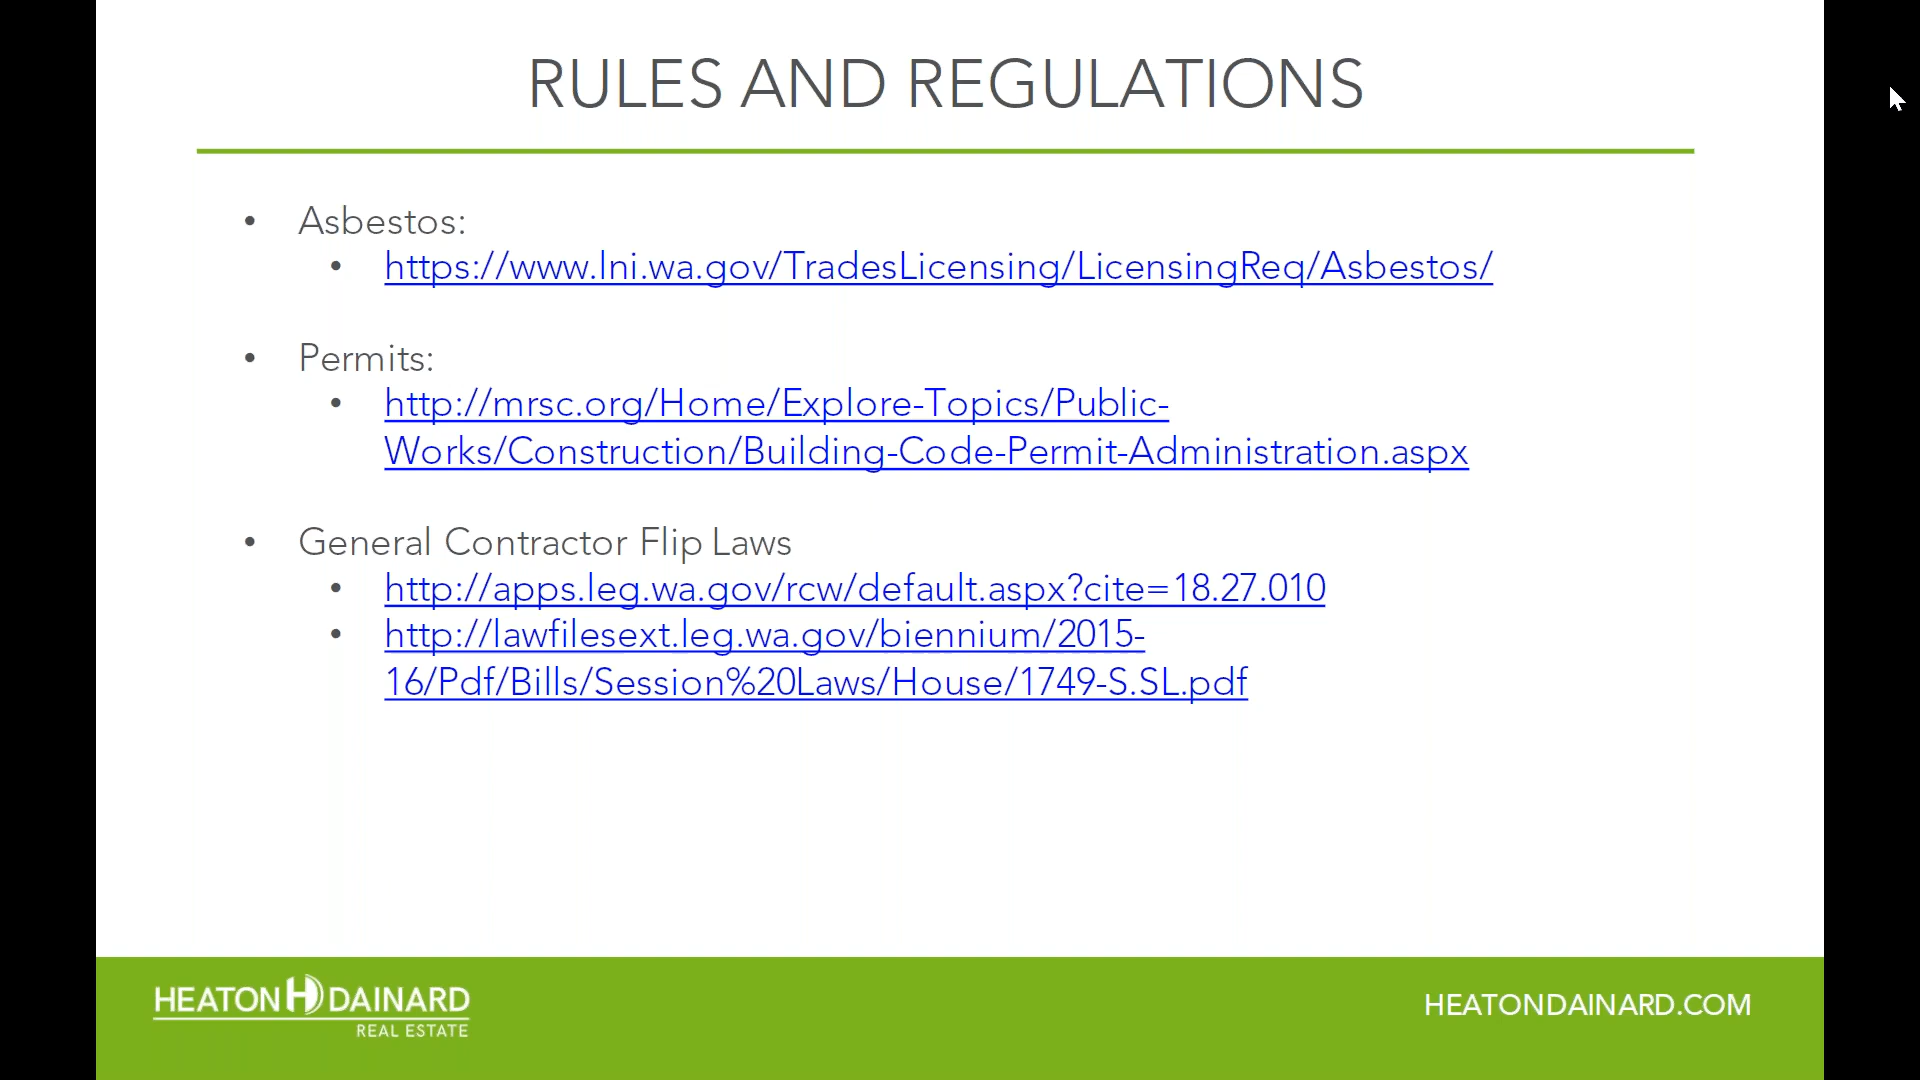 RULES AND REGULATIONS
• Asbestos:
• https://www.lni.wa.gov/TradesLicensing/LicensingReq/Asbestos/
• Permits:
• http://mrsc.org/Home/Explore-Topics/Public-
Works/Construction/Building-Code-Permit-Administration.aspx
• General Contractor Flip Laws
• http://apps.leg.wa.gov/rcw/default.aspx?cite=18.27.010
• http://lawfilesext.leg.wa.gov/biennium/2015-
16/Pdf/Bills/Session%20Laws/House/1749-S.SL.pdf
HEATON HD DAINARD
REAL ESTATE
HEATONDAINARD.COM